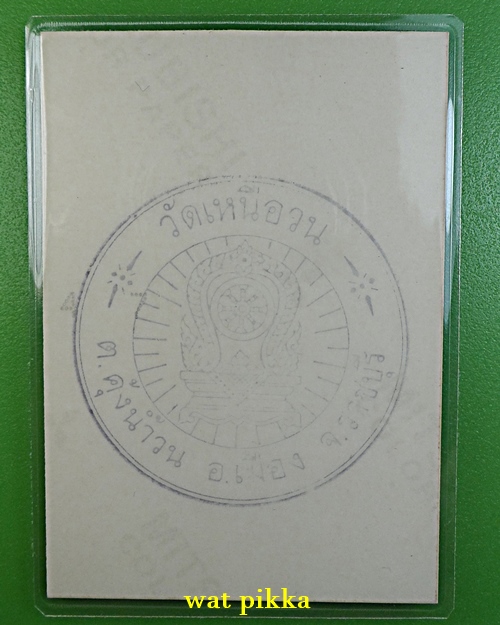 วัดเหนือวน
ต.คุ้งน้ำวน อ.เมือง จ.ราชบุรี
wat pikka